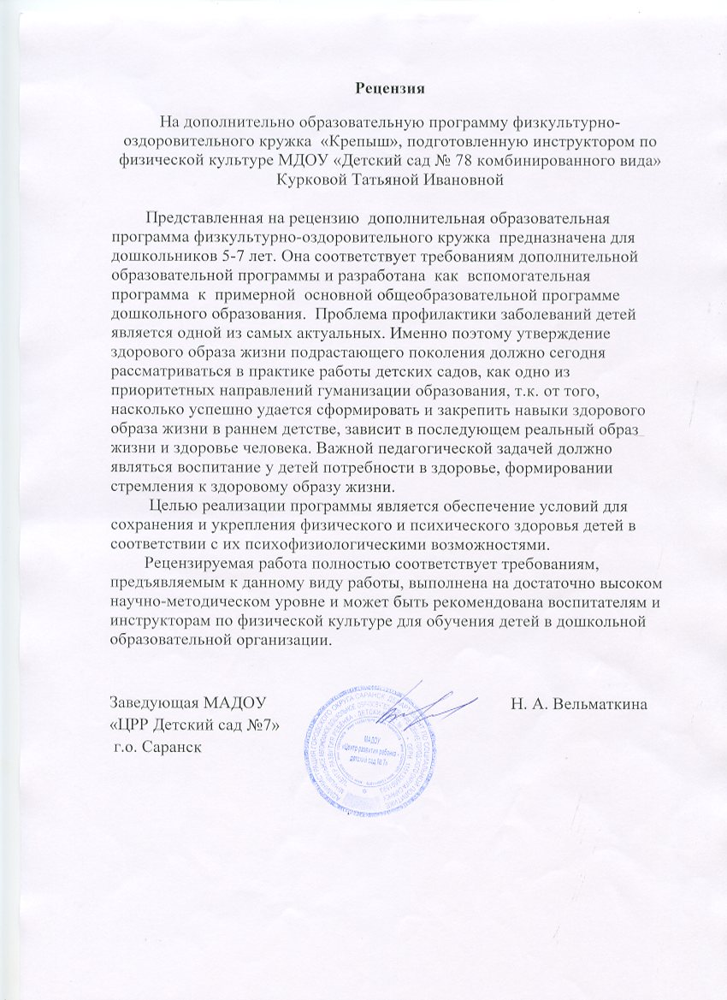 Рецензия
На дополнительно образовательную программу физкультурно-
оздоровительного кружка «Крепыш», подготовленную инструктором по
физической культуре МДОУ «Детский сад № 78 комбинированного вида»
Курковой Татьяной Ивановной
Представленная на рецензию дополнительная образовательная
программа физкультурно-оздоровительного кружка предназначена для
дошкольников 5-7 лет. Она соответствует требованиям дополнительной
образовательной программы и разработана как вспомогательная
программа к примерной основной общеобразовательной программе
дошкольного образования. Проблема профилактики заболеваний детей
является одной из самых актуальных. Именно поэтому утверждение
здорового образа жизни подрастающего поколения должно сегодня
рассматриваться в практике работы детских садов, как одно из
приоритетных направлений гуманизации образования, т.к. от того,
насколько успешно удается сформировать и закрепить навыки здорового
образа жизни в раннем детстве, зависит в последующем реальный образ
жизни и здоровье человека. Важной педагогической задачей должно
являться воспитание у детей потребности в здоровье, формировании
стремления к здоровому образу жизни.
Целью реализации программы является обеспечение условий для
сохранения и укрепления физического и психического здоровья детей в
соответствии с их психофизиологическими возможностями.
Рецензируемая работа полностью соответствует требованиям,
предъявляемым к данному виду работы, выполнена на достаточно высоком
научно-методическом уровне и может быть рекомендована воспитателям и
инструкторам по физической культуре для обучения детей в дошкольной
образовательной организации.
Заведующая МАДОУ Н. А. Вельматкина
«ЦРР Детский сад №7»
г.о. Саранск
МАДОУ
«Центр развития ребенка -
детский сад №7»